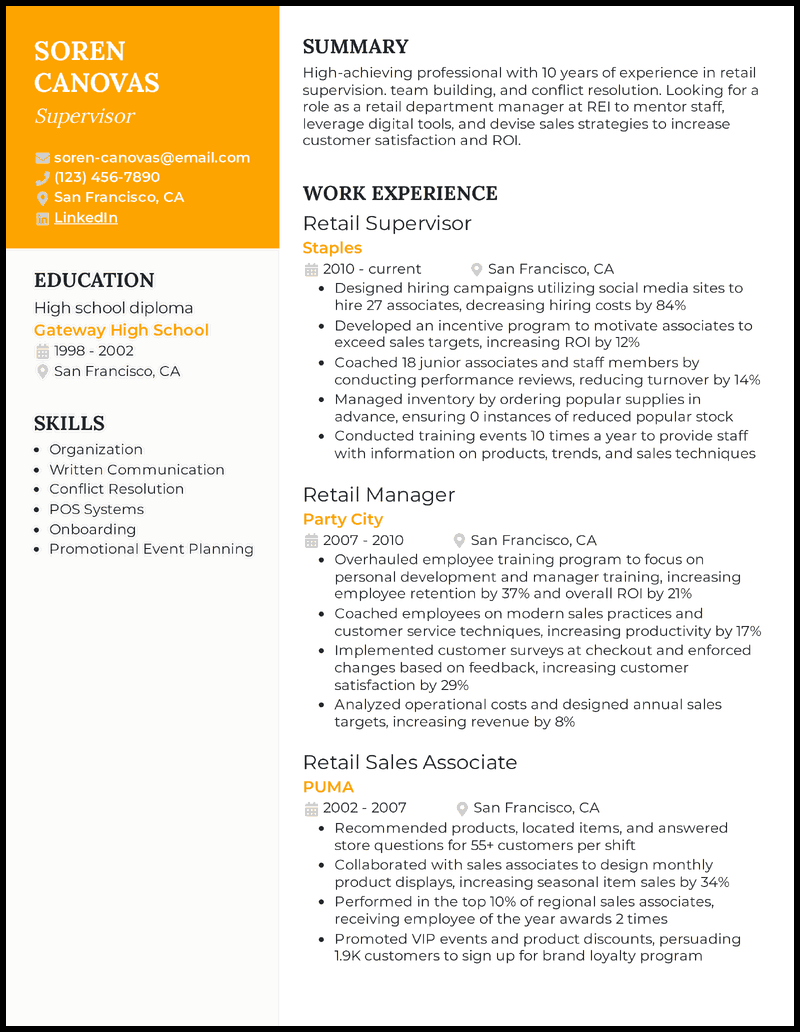 SOREN
CANOVAS
Supervisor
soren-canovas@email.com
(123) 456-7890
San Francisco, CA
LinkedIn
EDUCATION
High school diploma
Gateway High School
1998 - 2002
San Francisco, CA
SKILLS
• Organization
• Written Communication
• Conflict Resolution
• POS Systems
• Onboarding
• Promotional Event Planning
SUMMARY
High-achieving professional with 10 years of experience in retail
supervision. team building, and conflict resolution. Looking for a
role as a retail department manager at REI to mentor staff,
leverage digital tools, and devise sales strategies to increase
customer satisfaction and ROI.
WORK EXPERIENCE
Retail Supervisor
Staples
2010 - current San Francisco, CA
• Designed hiring campaigns utilizing social media sites to
hire 27 associates, decreasing hiring costs by 84%
• Developed an incentive program to motivate associates to
exceed sales targets, increasing ROI by 12%
• Coached 18 junior associates and staff members by
conducting performance reviews, reducing turnover by 14%
• Managed inventory by ordering popular supplies in
advance, ensuring 0 instances of reduced popular stock
• Conducted training events 10 times a year to provide staff
with information on products, trends, and sales techniques
Retail Manager
Party City
2007 - 2010 San Francisco, CA
• Overhauled employee training program to focus on
personal development and manager training, increasing
employee retention by 37% and overall ROI by 21%
• Coached employees on modern sales practices and
customer service techniques, increasing productivity by 17%
• Implemented customer surveys at checkout and enforced
changes based on feedback, increasing customer
satisfaction by 29%
• Analyzed operational costs and designed annual sales
targets, increasing revenue by 8%
Retail Sales Associate
PUMA
2002 - 2007 San Francisco, CA
• Recommended products, located items, and answered
store questions for 55+ customers per shift
• Collaborated with sales associates to design monthly
product displays, increasing seasonal item sales by 34%
• Performed in the top 10% of regional sales associates,
receiving employee of the year awards 2 times
• Promoted VIP events and product discounts, persuading
1.9K customers to sign up for brand loyalty program